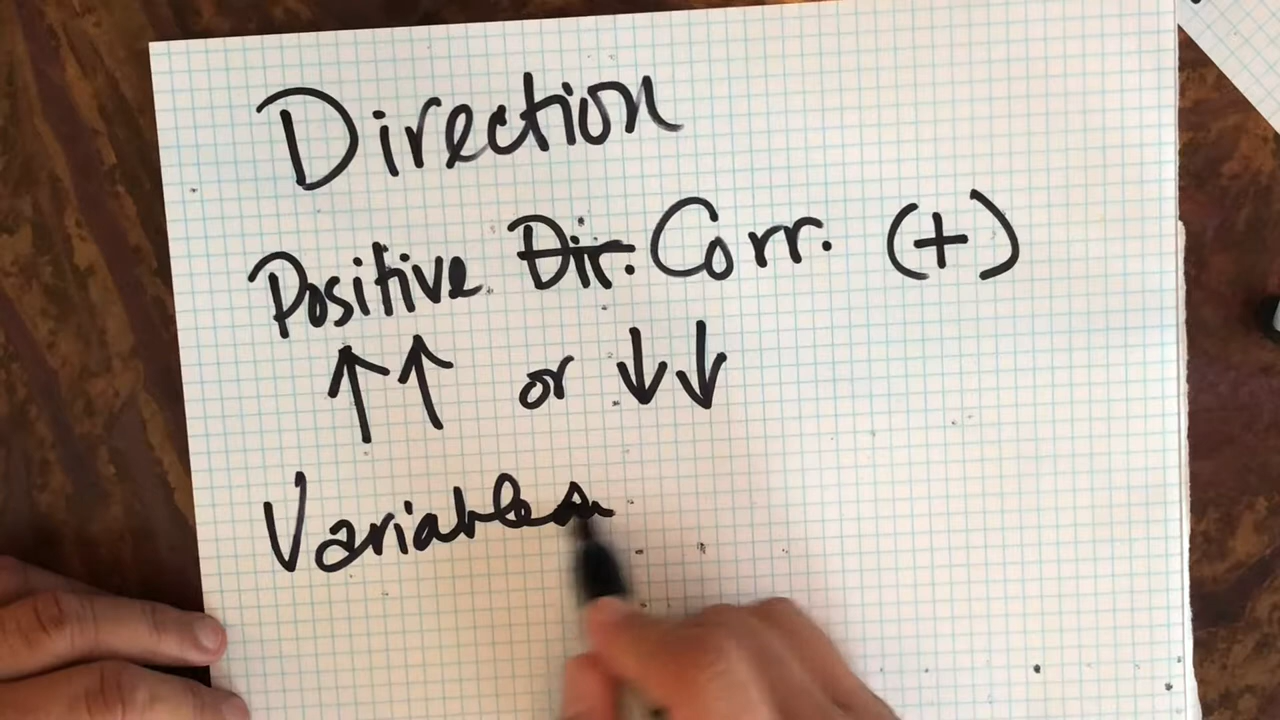 Direction
Positive Dir. Corr. (+)
↑↑ or ↓↓
Variables